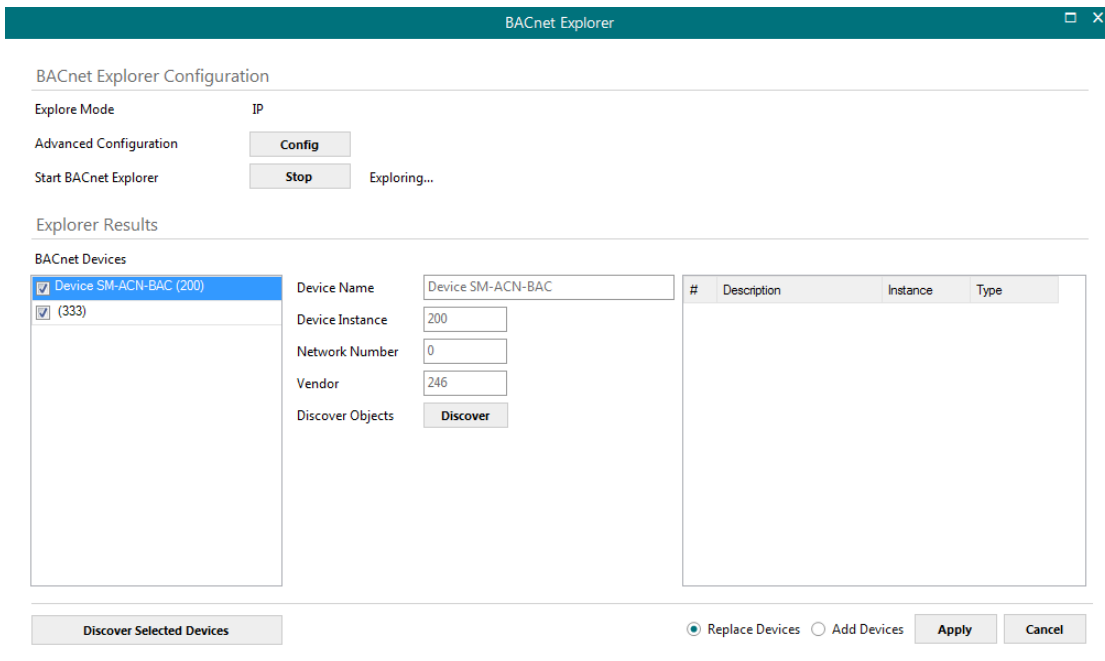 BACnet Explorer
BACnet Explorer Configuration
Explore Mode IP
Advanced Configuration Config
Start BACnet Explorer Stop Exploring...
Explorer Results
BACnet Devices
Device SM-ACN-BAC (200)
(333)
Device Name Device SM-ACN-BAC
Device Instance 200
Network Number 0
Vendor 246
Discover Objects Discover
# Description Instance Type
Discover Selected Devices
Replace Devices Add Devices Apply Cancel